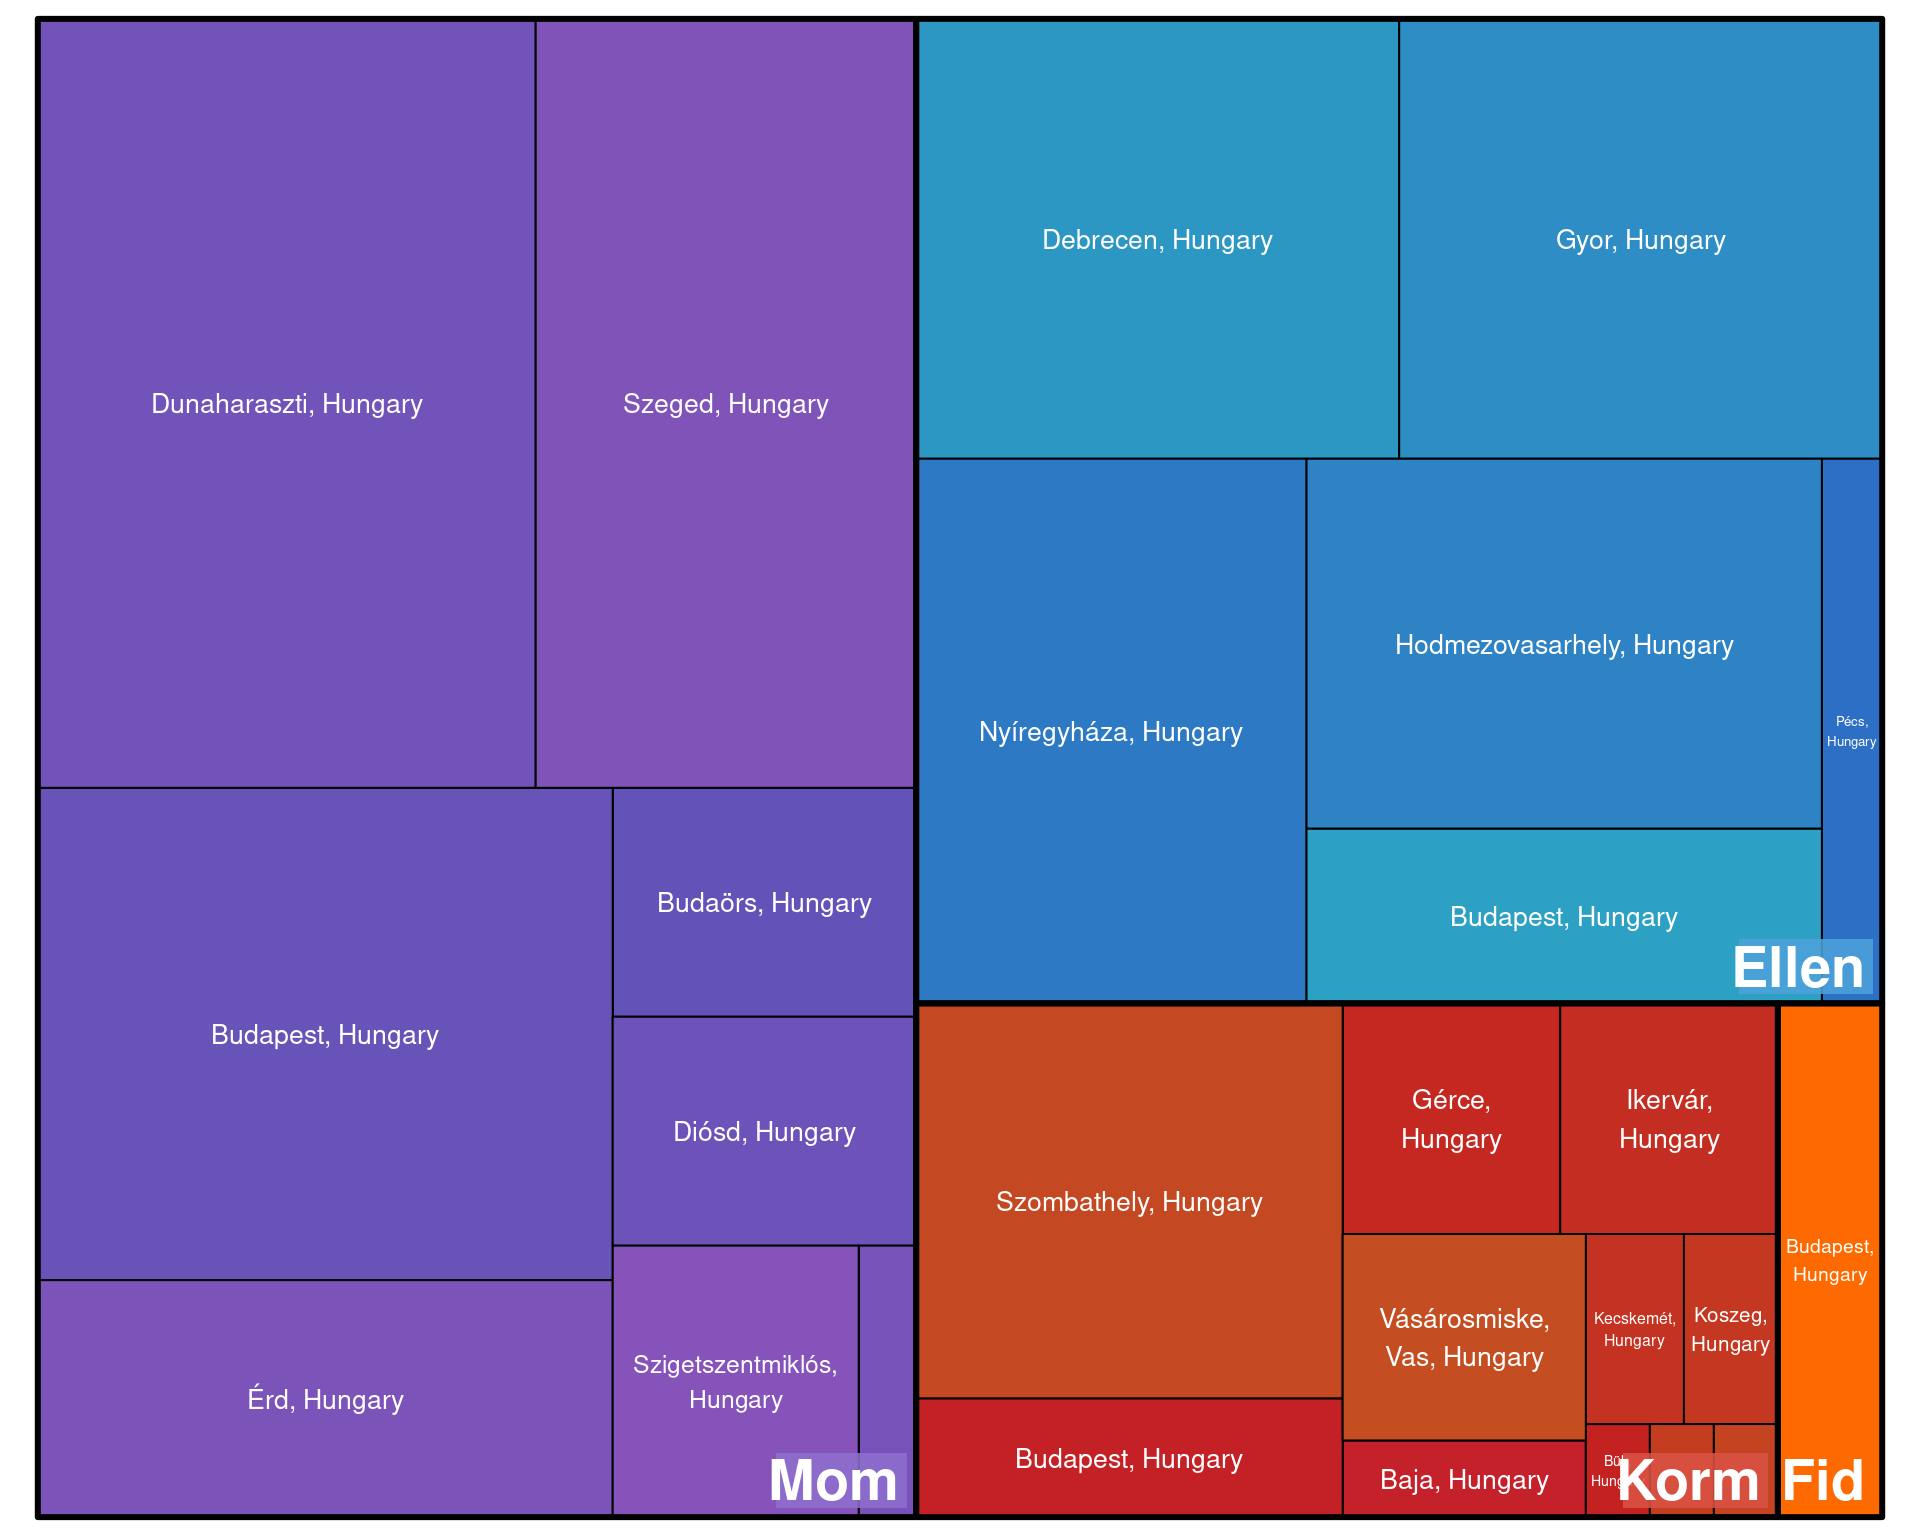 Dunaharaszti, Hungary
Szeged, Hungary
Budapest, Hungary
Budaörs, Hungary
Diósd, Hungary
Érd, Hungary
Szigetszentmiklós,
Hungary
Mom
Debrecen, Hungary
Gyor, Hungary
Nyíregyháza, Hungary
Hodmezovasarhely, Hungary
Pécs,
Hungary
Budapest, Hungary
Ellen
Szombathely, Hungary
Gérce,
Hungary
Ikervár,
Hungary
Vásárosmiske,
Vas, Hungary
Kecskemét,
Hungary
Koszeg,
Hungary
Budapest, Hungary
Baja, Hungary
Korm
Budapest,
Hungary
Fid